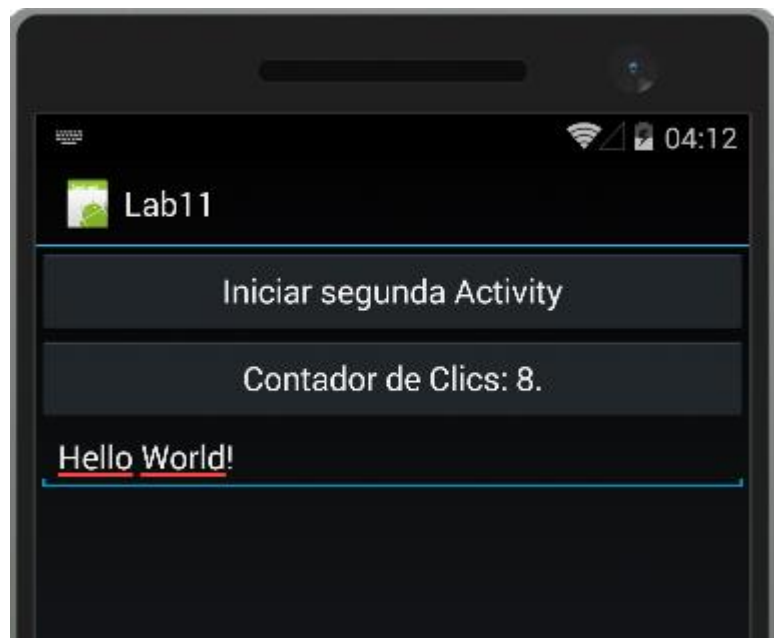 04:12
Lab11
Iniciar segunda Activity
Contador de Clics: 8.
Hello World!